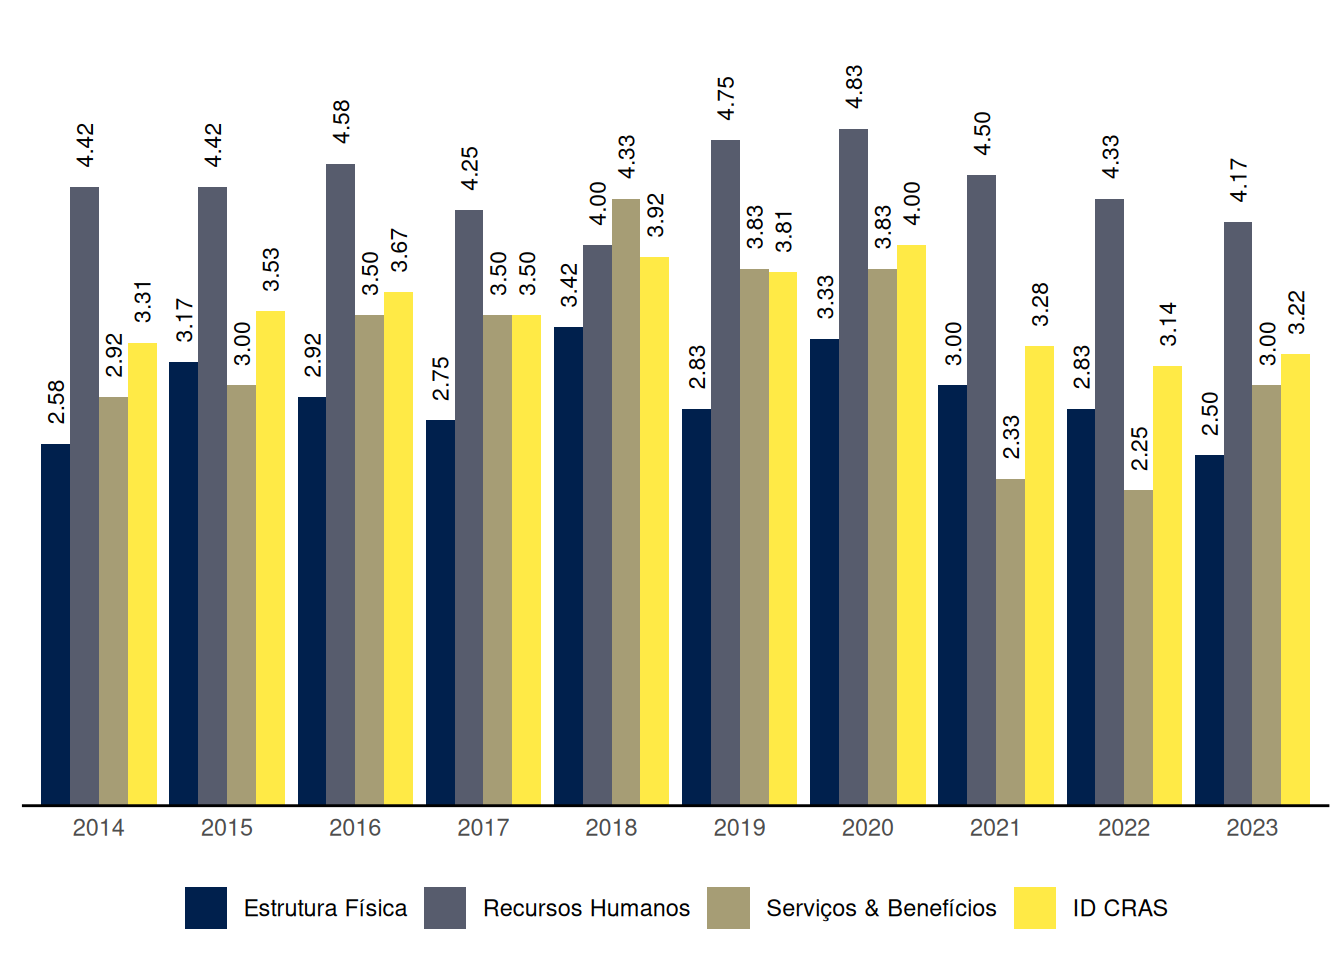 2.58 4.42 2.92 3.31
3.17 4.42 3.00 3.53
2.92 4.58 3.50 3.67
2.75 4.25 3.50 3.50
3.42 4.00 4.33 3.92
2.83 4.75 3.83 3.81
3.33 4.83 3.83 4.00
3.00 4.50 2.33 3.28
2.83 4.33 2.25 3.14
2.50 4.17 3.00 3.22
2014 2015 2016 2017 2018 2019 2020 2021 2022 2023
Estrutura Física Recursos Humanos Serviços & Benefícios ID CRAS